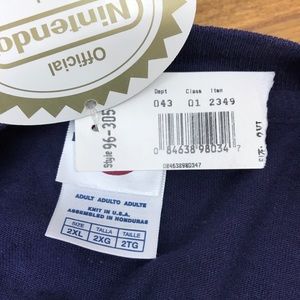 Official
Nintendo
Dept Class Item
043 01 2349
0 84638 98034 7
084638980347
Style 96-305
ADULT ADULTO ADULTE
KNIT IN U.S.A.
ASSEMBLED IN HONDURAS
SIZE TALLA TAILLE
2XL 2XG 2TG